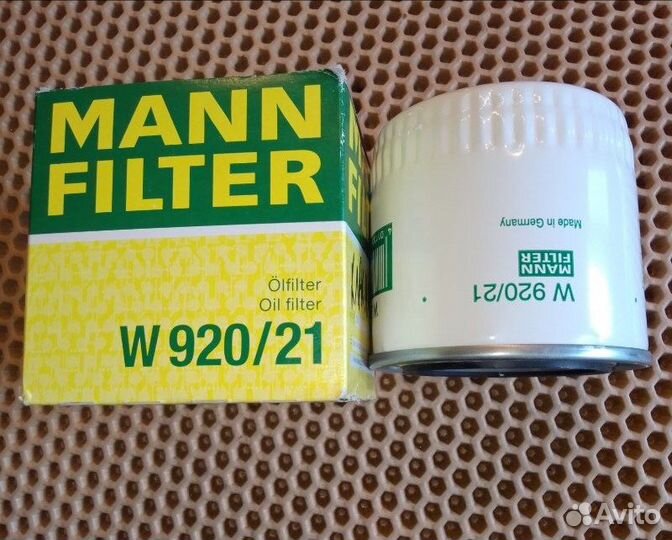 MANN
FILTER
Ölfilter
Oil filter
W 920/21
W 920/21
MANN
FILTER
Made in Germany
Avito